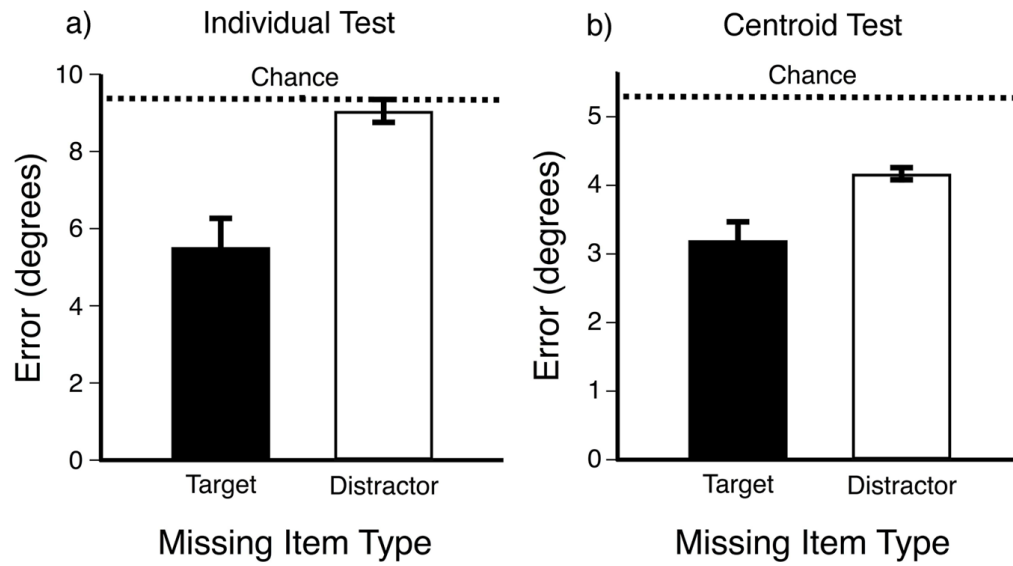 a) Individual Test
Chance
10
8
6
4
2
0
Error (degrees)
Target Distractor
Missing Item Type
b) Centroid Test
Chance
5
4
3
2
1
0
Error (degrees)
Target Distractor
Missing Item Type